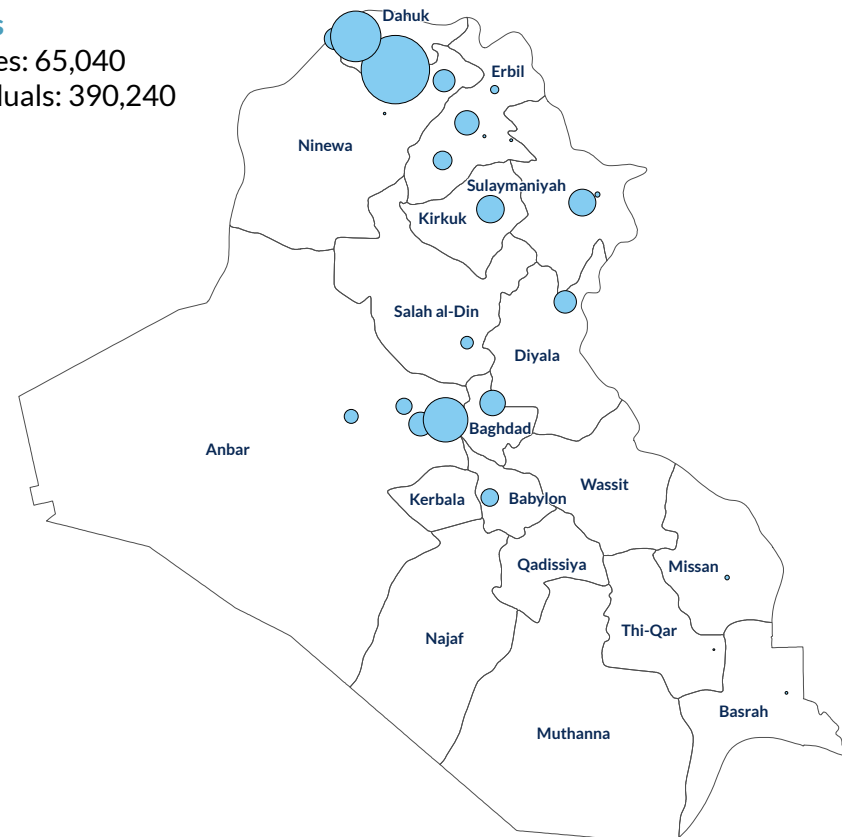 s
es: 65,040
duals: 390,240
Dahuk
Erbil
Ninewa
Sulaymaniyah
Kirkuk
Salah al-Din
Diyala
Baghdad
Anbar
Wassit
Kerbala
Babylon
Qadissiya
Missan
Thi-Qar
Najaf
Basrah
Muthanna